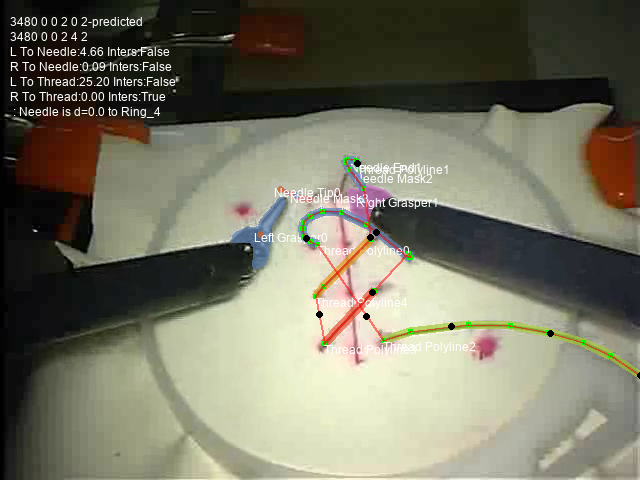 3480 0 0 2 0 2-predicted
3480 0 0 2 4 2
L To Needle:4.66 Inters:False
R To Needle:0.09 Inters:False
L To Thread:25.20 Inters:False
R To Thread:0.00 Inters:True
: Needle is d=0.0 to Ring_4
Thread Polyline1
Needle Mask2
Needle Tip0
Needle Mask
Right Grasper1
Left Grasper0
Thread Polyline0
Thread Polyline4
Thread Polyline2